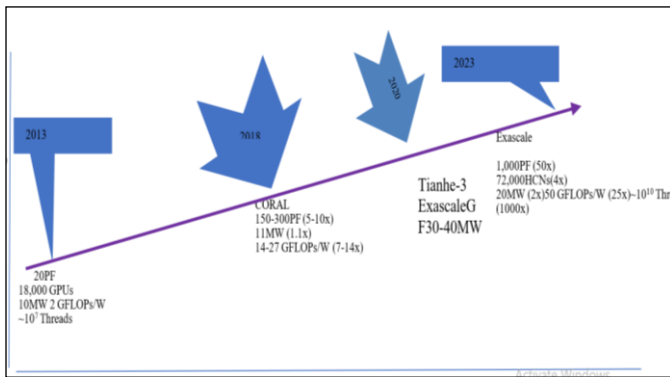 2013
2018
2020
2023
20PF
18,000 GPUs
10MW 2 GFLOPs/W
~10⁷ Threads
CORAL
150-300PF (5-10x)
11MW (1.1x)
14-27 GFLOPs/W (7-14x)
Tianhe-3
ExascaleG
F30-40MW
Exascale
1,000PF (50x)
72,000HCNs(4x)
20MW (2x)50 GFLOPs/W (25x)~10¹⁰ Thr
(1000x)
Activate Windows